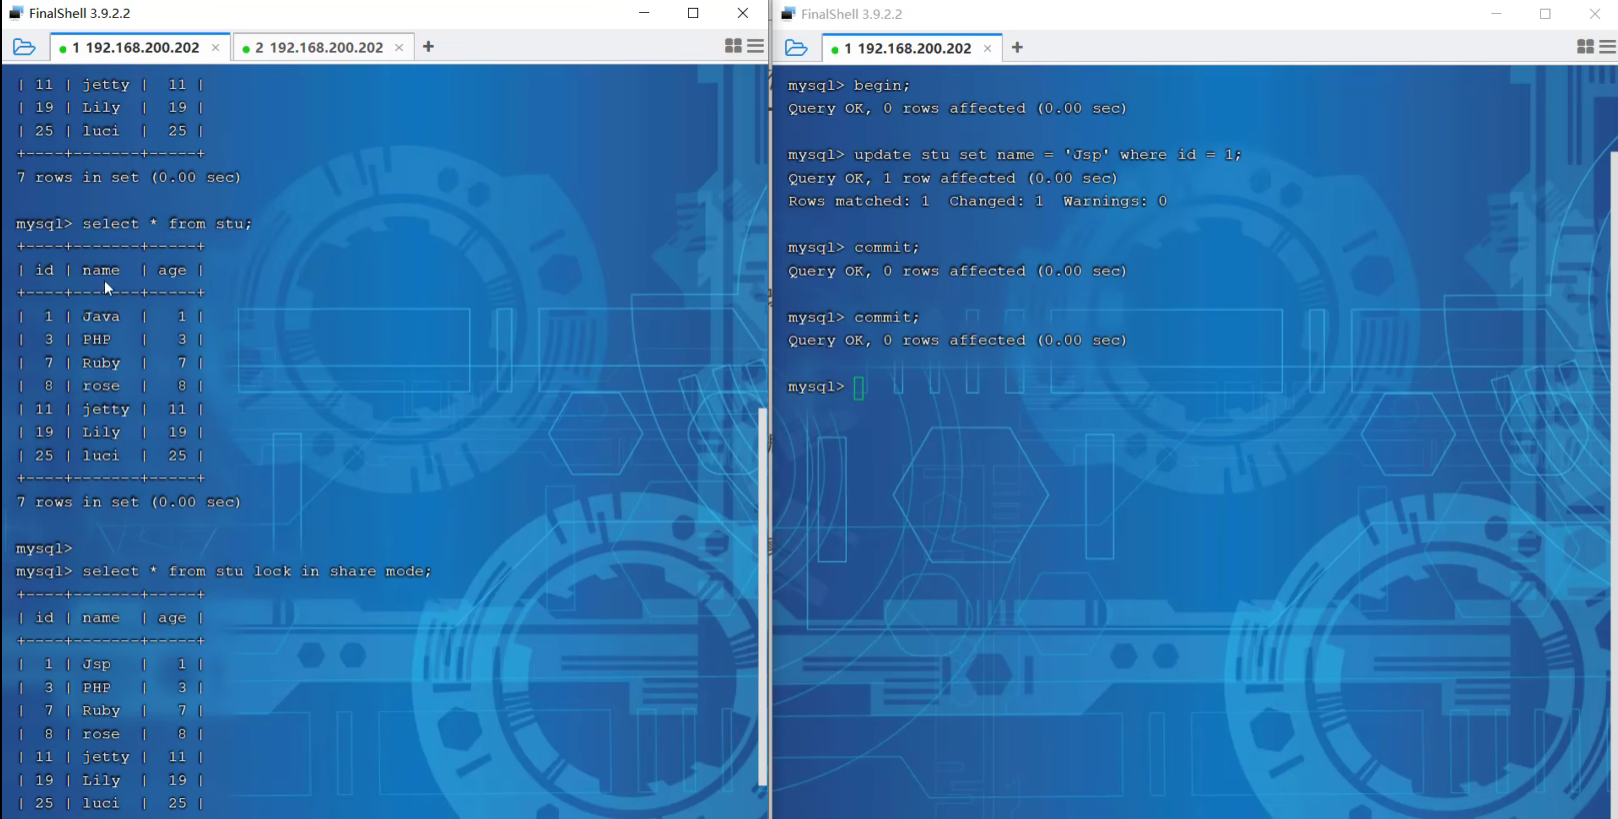 FinalShell 3.9.2.2
1 192.168.200.202
2 192.168.200.202
| 11 | jetty | 11 |
| 19 | Lily | 19 |
| 25 | luci | 25 |
+----+-------+-----+
7 rows in set (0.00 sec)
mysql> select * from stu;
+----+-------+-----+
| id | name | age |
+----+-------+-----+
| 1 | Java | 1 |
| 3 | PHP | 3 |
| 7 | Ruby | 7 |
| 8 | rose | 8 |
| 11 | jetty | 11 |
| 19 | Lily | 19 |
| 25 | luci | 25 |
+----+-------+-----+
7 rows in set (0.00 sec)
mysql>
mysql> select * from stu lock in share mode;
+----+-------+-----+
| id | name | age |
+----+-------+-----+
| 1 | Jsp | 1 |
| 3 | PHP | 3 |
| 7 | Ruby | 7 |
| 8 | rose | 8 |
| 11 | jetty | 11 |
| 19 | Lily | 19 |
| 25 | luci | 25 |
FinalShell 3.9.2.2
1 192.168.200.202
mysql> begin;
Query OK, 0 rows affected (0.00 sec)
mysql> update stu set name = 'Jsp' where id = 1;
Query OK, 1 row affected (0.00 sec)
Rows matched: 1 Changed: 1 Warnings: 0
mysql> commit;
Query OK, 0 rows affected (0.00 sec)
mysql> commit;
Query OK, 0 rows affected (0.00 sec)
mysql>